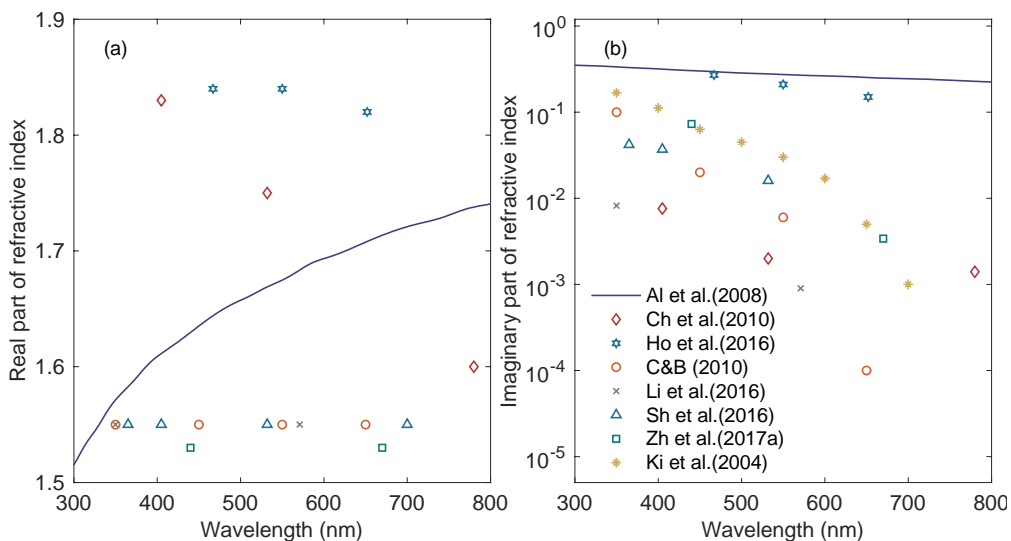 (a)
1.9
1.8
1.7
1.6
1.5
300
400
500
600
700
800
Wavelength (nm)
Real part of refractive index
(b)
10^0
10^-1
10^-2
10^-3
10^-4
10^-5
300
400
500
600
700
800
Wavelength (nm)
Imaginary part of refractive index
Al et al.(2008)
Ch et al.(2010)
Ho et al.(2016)
C&B (2010)
Li et al.(2016)
Sh et al.(2016)
Zh et al.(2017a)
Ki et al.(2004)